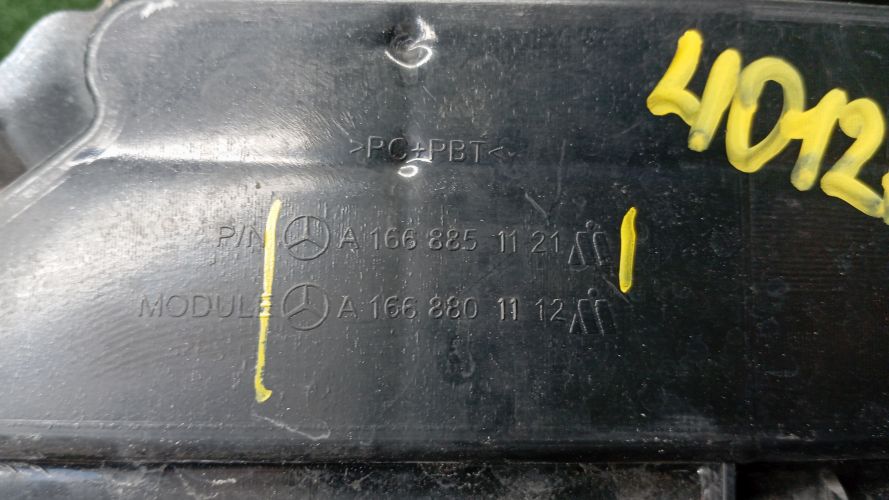 4012
>PC+PBT<
P/N A 166 885 11 21
MODULE A 166 880 11 12